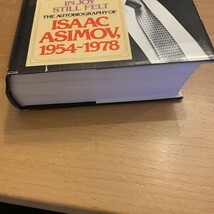 IN JOY
STILL FELT
THE AUTOBIOGRAPHY OF
ISAAC
ASIMOV,
1954-1978